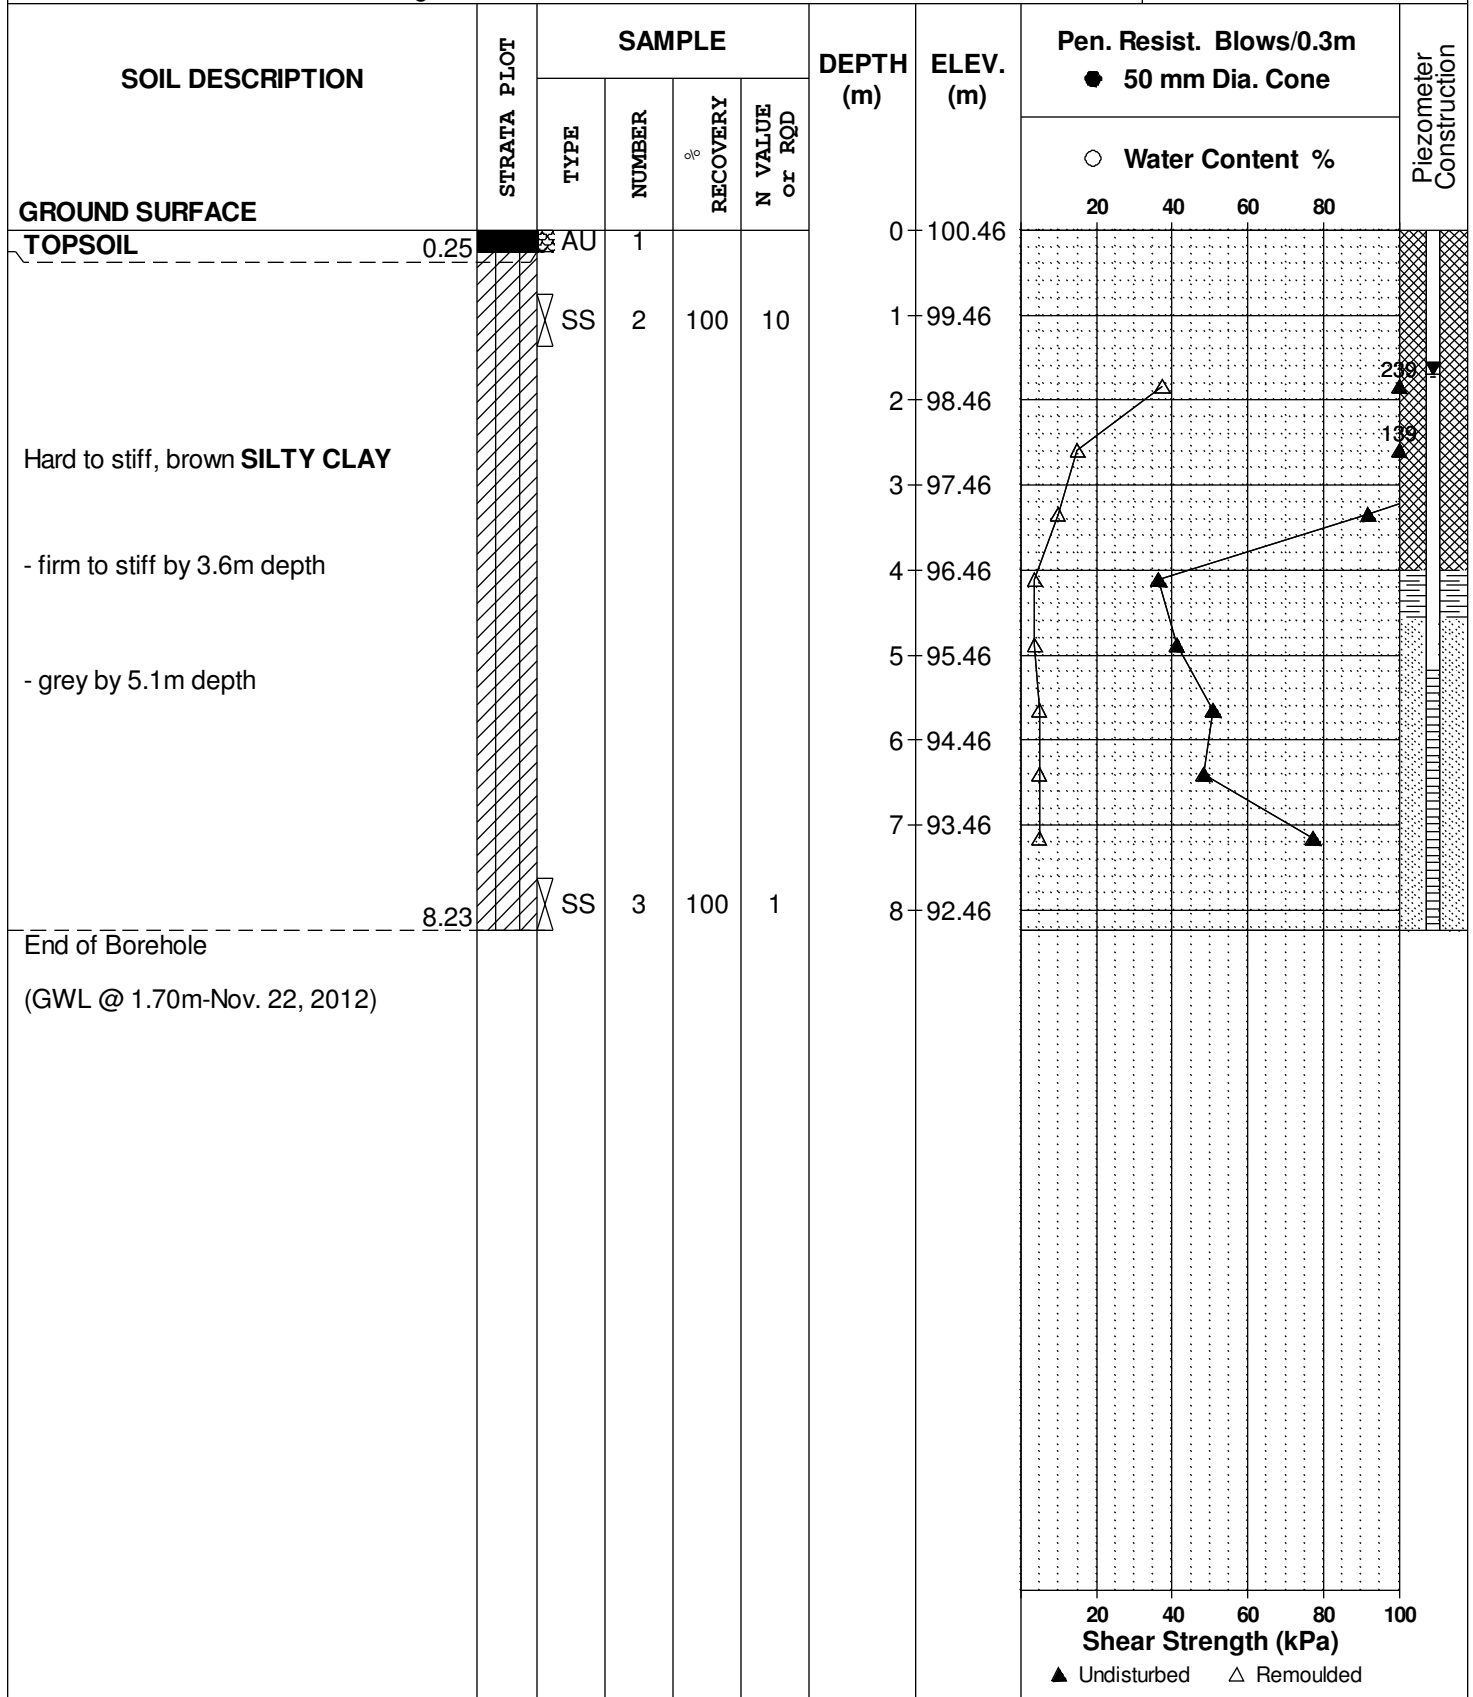 SOIL DESCRIPTION
GROUND SURFACE
STRATA PLOT
SAMPLE
TYPE
NUMBER
% RECOVERY
N VALUE or RQD
DEPTH (m)
ELEV. (m)
Pen. Resist. Blows/0.3m
● 50 mm Dia. Cone
○ Water Content %
20 40 60 80
Piezometer Construction
TOPSOIL 0.25
AU 1
0 100.46
SS 2 100 10
1 99.46
239
2 98.46
139
Hard to stiff, brown SILTY CLAY
3 97.46
- firm to stiff by 3.6m depth
4 96.46
5 95.46
- grey by 5.1m depth
6 94.46
7 93.46
8.23
SS 3 100 1
8 92.46
End of Borehole
(GWL @ 1.70m-Nov. 22, 2012)
20 40 60 80 100
Shear Strength (kPa)
▲ Undisturbed △ Remoulded